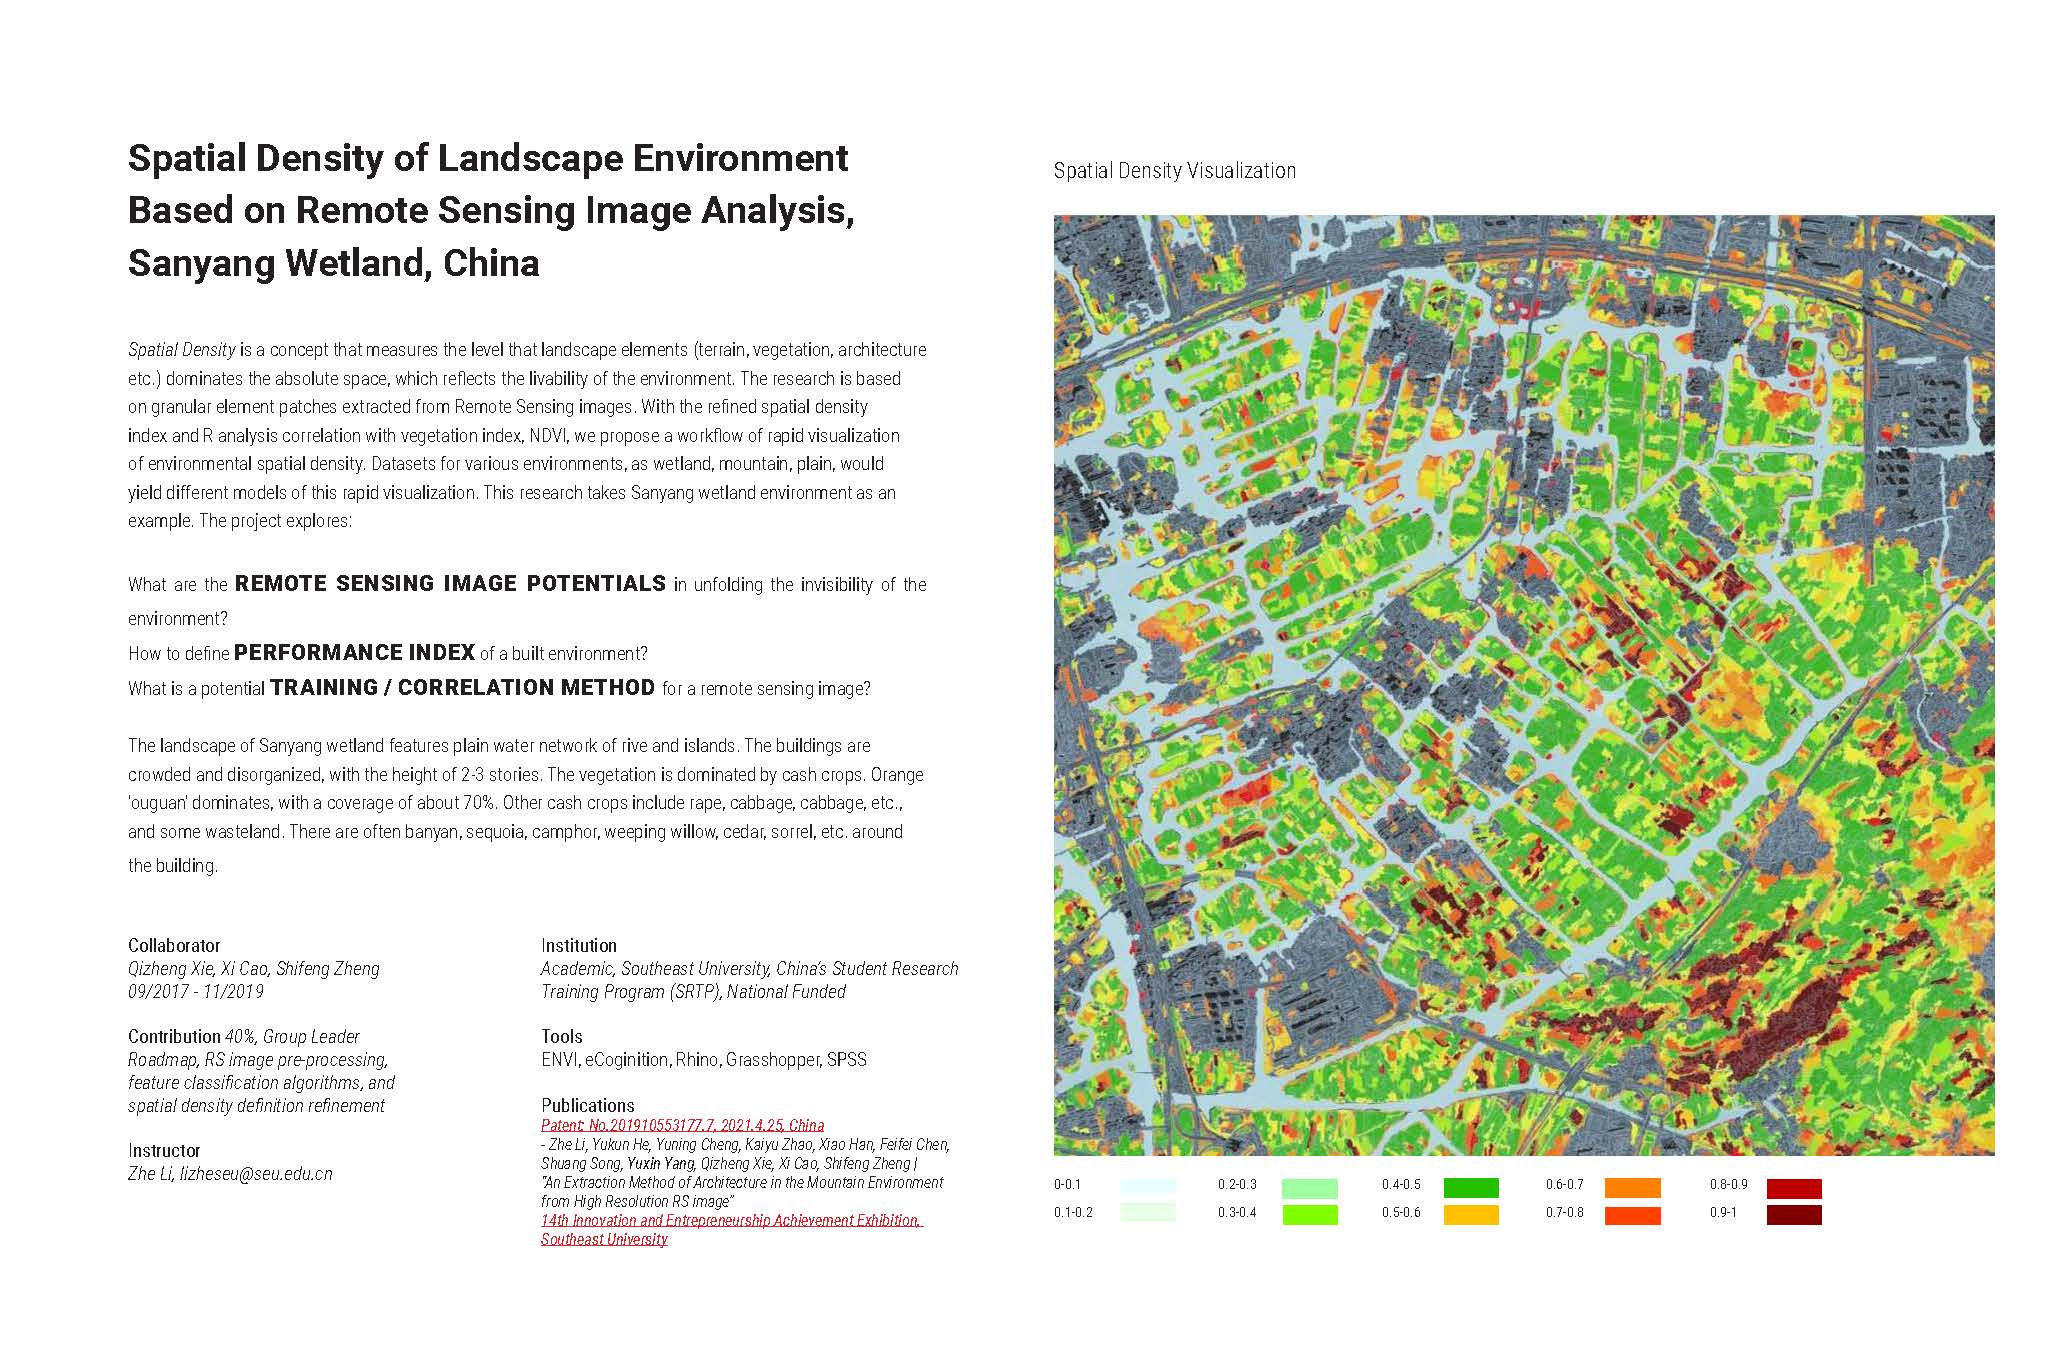 Spatial Density of Landscape Environment
Based on Remote Sensing Image Analysis,
Sanyang Wetland, China
Spatial Density is a concept that measures the level that landscape elements (terrain, vegetation, architecture
etc.) dominates the absolute space, which reflects the livability of the environment. The research is based
on granular element patches extracted from Remote Sensing images. With the refined spatial density
index and R analysis correlation with vegetation index, NDVI, we propose a workflow of rapid visualization
of environmental spatial density. Datasets for various environments, as wetland, mountain, plain, would
yield different models of this rapid visualization. This research takes Sanyang wetland environment as an
example. The project explores:
What are the REMOTE SENSING IMAGE POTENTIALS in unfolding the invisibility of the
environment?
How to define PERFORMANCE INDEX of a built environment?
What is a potential TRAINING / CORRELATION METHOD for a remote sensing image?
The landscape of Sanyang wetland features plain water network of rive and islands. The buildings are
crowded and disorganized, with the height of 2-3 stories. The vegetation is dominated by cash crops. Orange
'ouguan' dominates, with a coverage of about 70%. Other cash crops include rape, cabbage, cabbage, etc.,
and some wasteland. There are often banyan, sequoia, camphor, weeping willow, cedar, sorrel, etc. around
the building.
Collaborator
Qizheng Xie, Xi Cao, Shifeng Zheng
09/2017 - 11/2019
Contribution 40%, Group Leader
Roadmap, RS image pre-processing,
feature classification algorithms, and
spatial density definition refinement
Instructor
Zhe Li, lizheseu@seu.edu.cn
Institution
Academic, Southeast University, China's Student Research
Training Program (SRTP), National Funded
Tools
ENVI, eCoginition, Rhino, Grasshopper, SPSS
Publications
Patent: No.201910553177.7, 2021.4.25, China
- Zhe Li, Yukun He, Yuning Cheng, Kaiyu Zhao, Xiao Han, Feifei Chen,
Shuang Song, Yuxin Yang, Qizheng Xie, Xi Cao, Shifeng Zheng |
"An Extraction Method of Architecture in the Mountain Environment
from High Resolution RS image"
14th Innovation and Entrepreneurship Achievement Exhibition,
Southeast University
Spatial Density Visualization
0-0.1 0.2-0.3 0.4-0.5 0.6-0.7 0.8-0.9
0.1-0.2 0.3-0.4 0.5-0.6 0.7-0.8 0.9-1